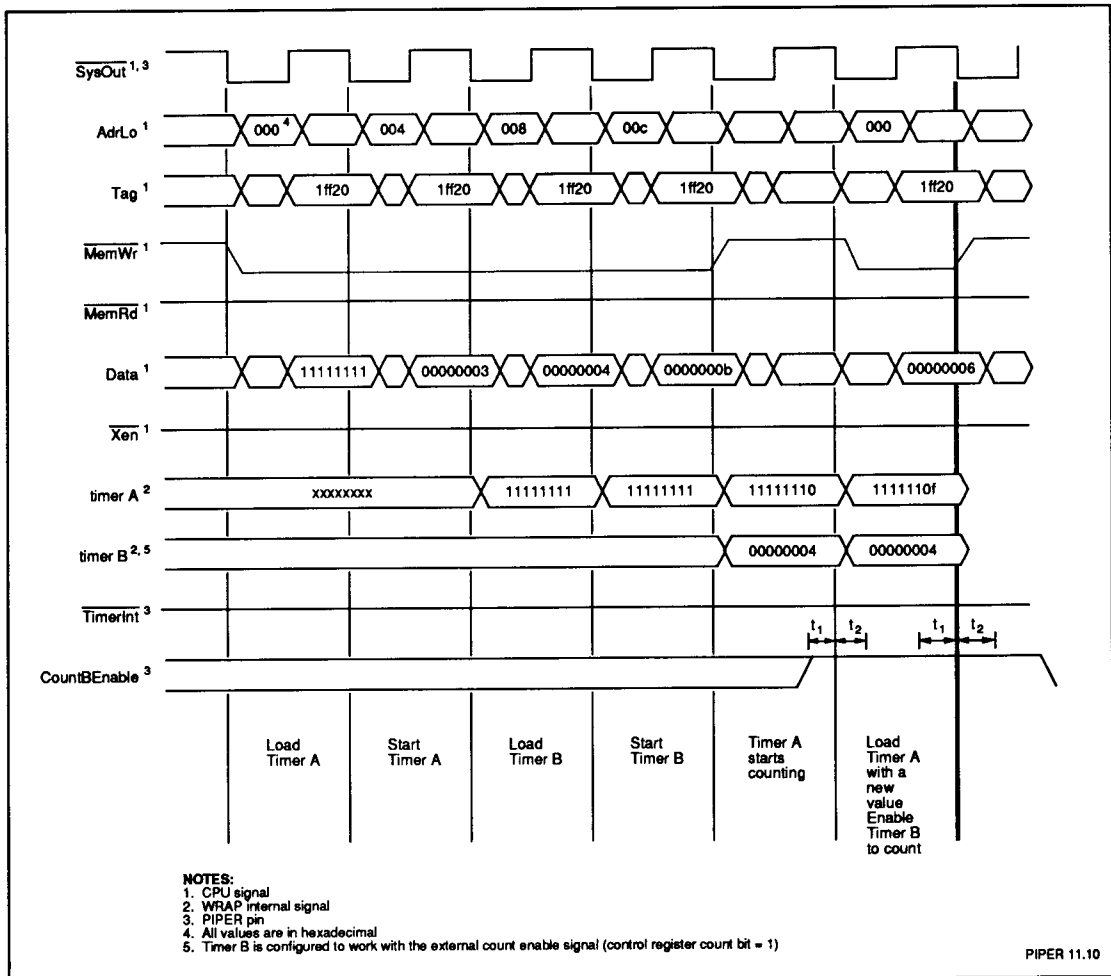 SysOut 1, 3
AdrLo 1 000 4 004 008 00c 000
Tag 1 1ff20 1ff20 1ff20 1ff20 1ff20
MemWr 1
MemRd 1
Data 1 11111111 00000003 00000004 0000000b 00000006
Xen 1
timer A 2 xxxxxxxx 11111111 11111111 11111110 1111110f
timer B 2, 5 00000004 00000004
TimerInt 3
t1 t2 t1 t2
CountBEnable 3
Load
Timer A
Start
Timer A
Load
Timer B
Start
Timer B
Timer A
starts
counting
Load
Timer A
with a
new
value
Enable
Timer B
to count
NOTES:
1. CPU signal
2. WRAP internal signal
3. PIPER pin
4. All values are in hexadecimal
5. Timer B is configured to work with the external count enable signal (control register count bit = 1)
PIPER 11.10